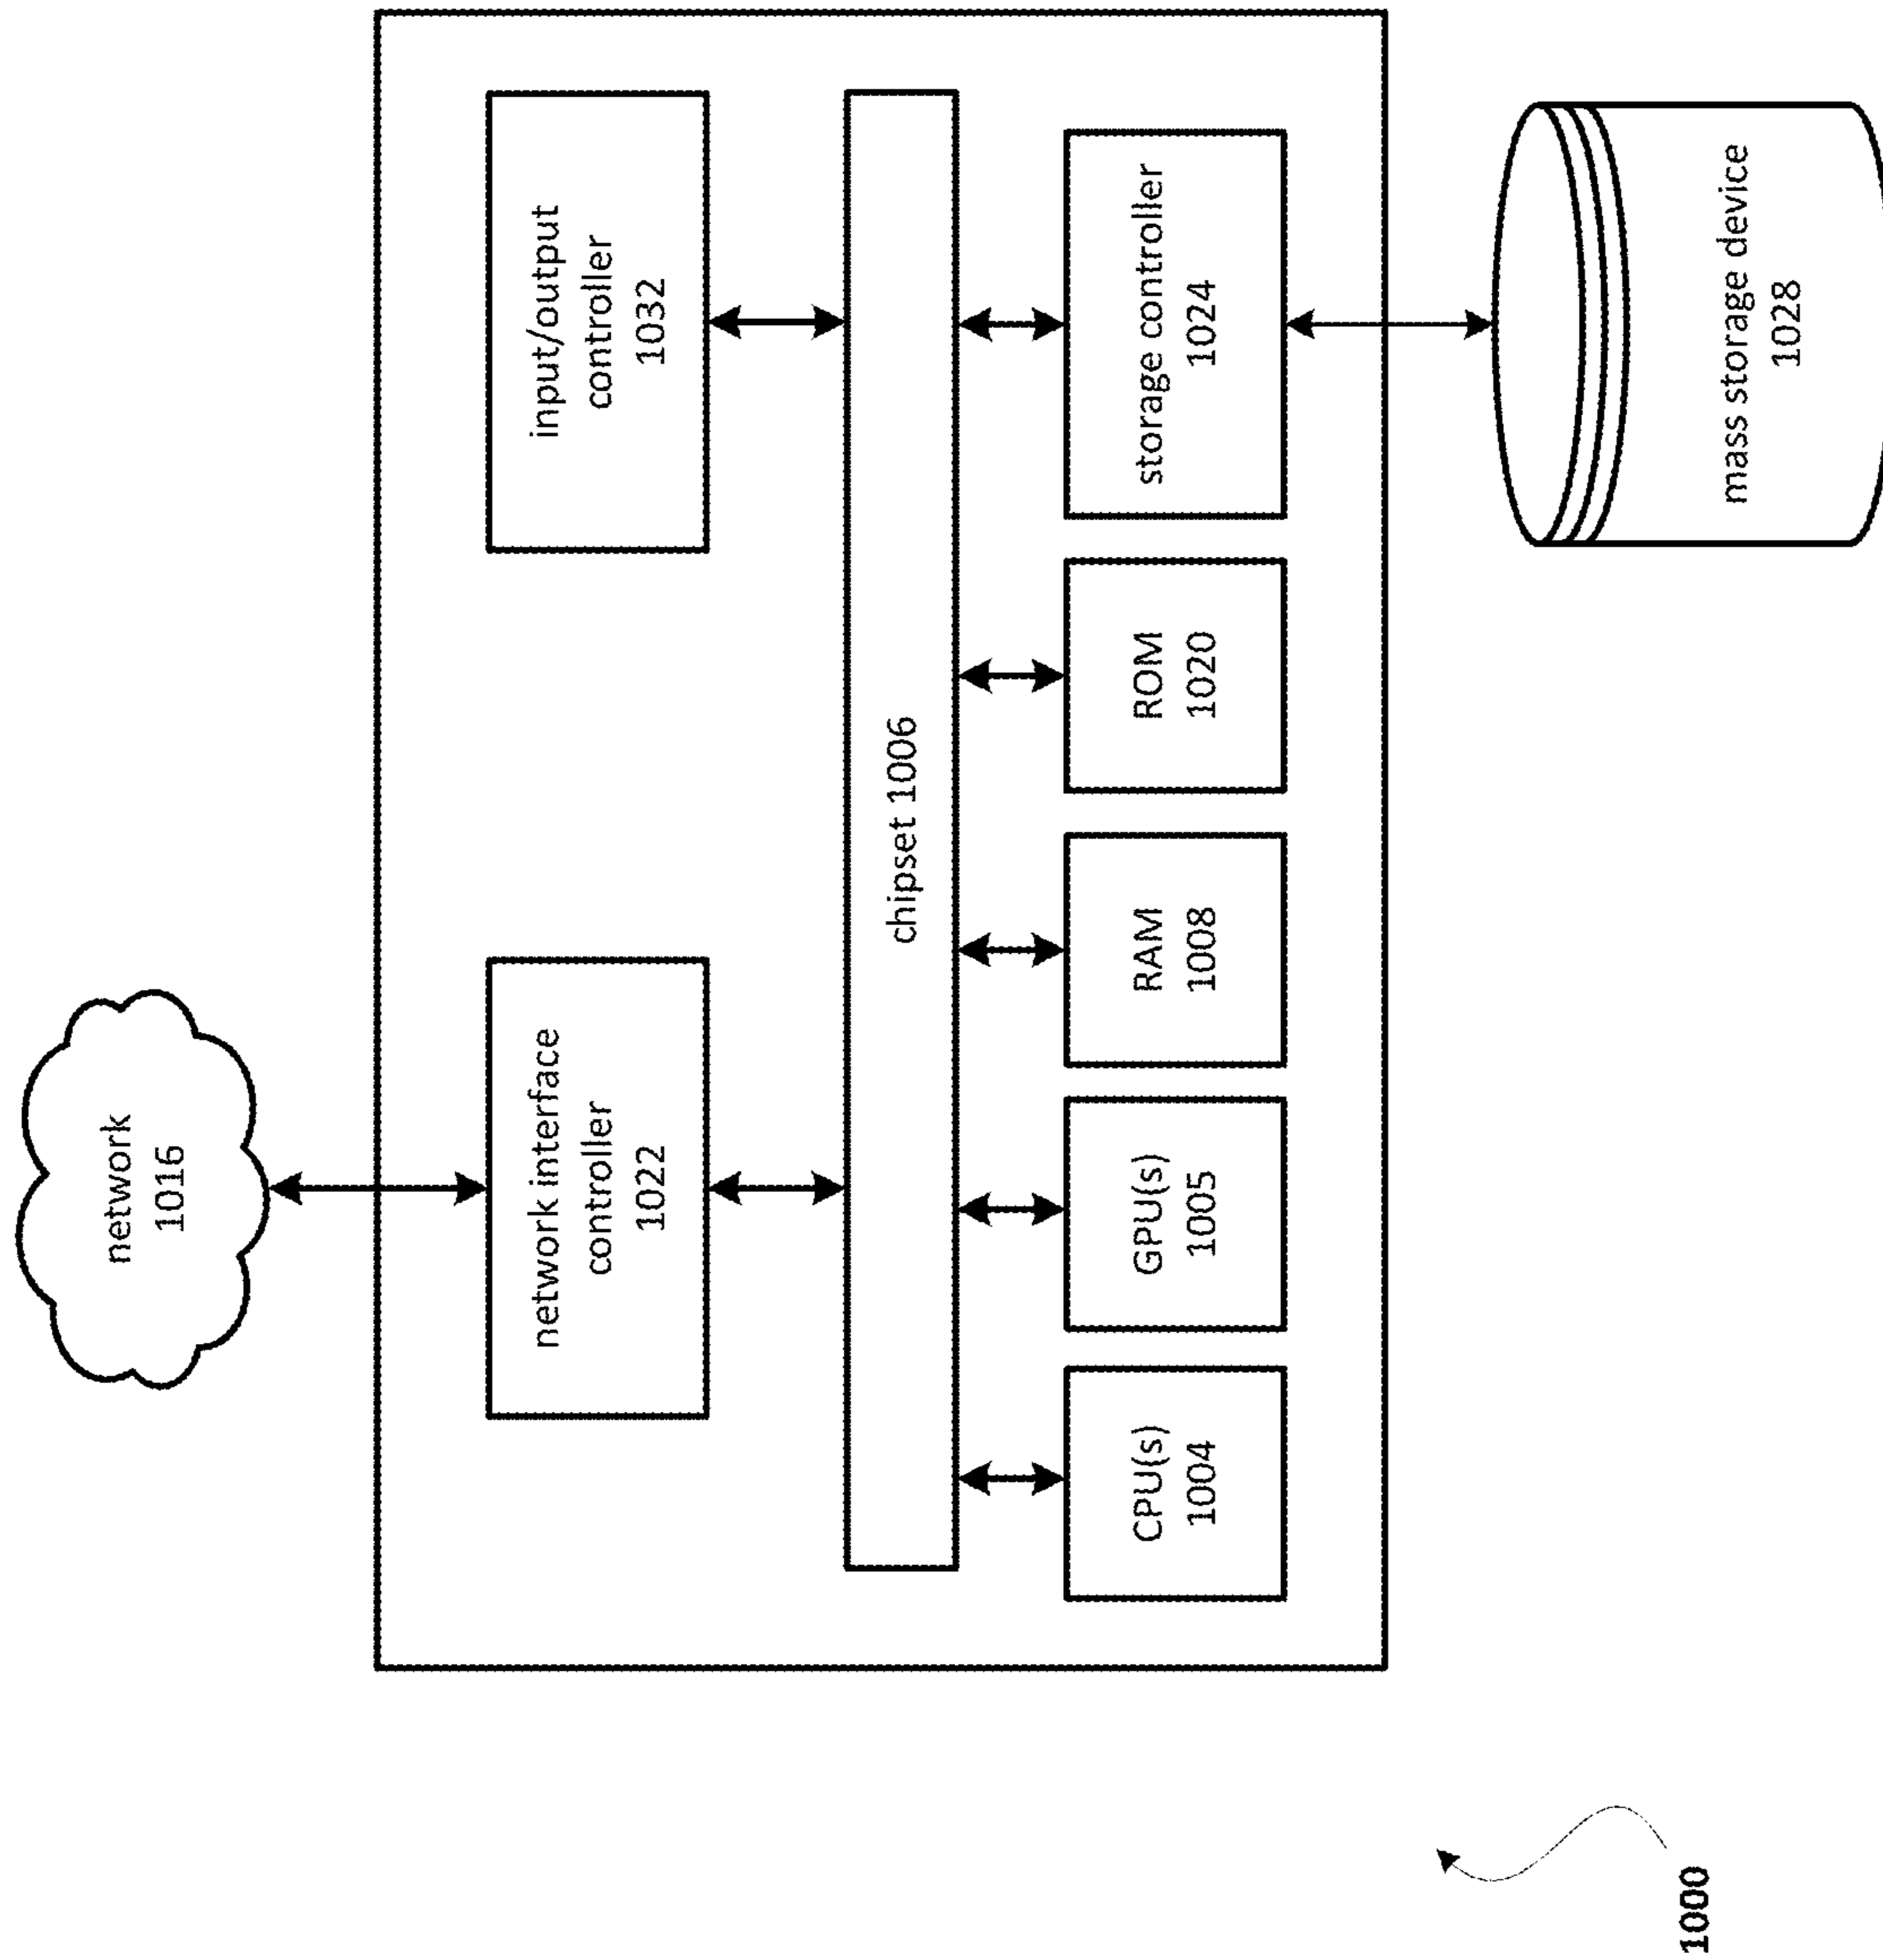 network
1016
network interface
controller
1022
input/output
controller
1032
chipset 1006
CPU(s)
1004
GPU(s)
1005
RAM
1008
ROM
1020
storage controller
1024
mass storage device
1028
1000